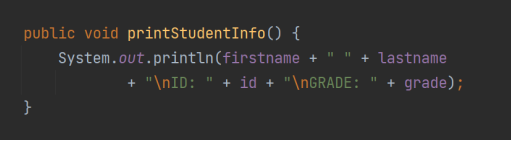 public void printStudentInfo() {
System.out.println(firstname + " " + lastname
+ "\nID: " + id + "\nGRADE: " + grade);
}